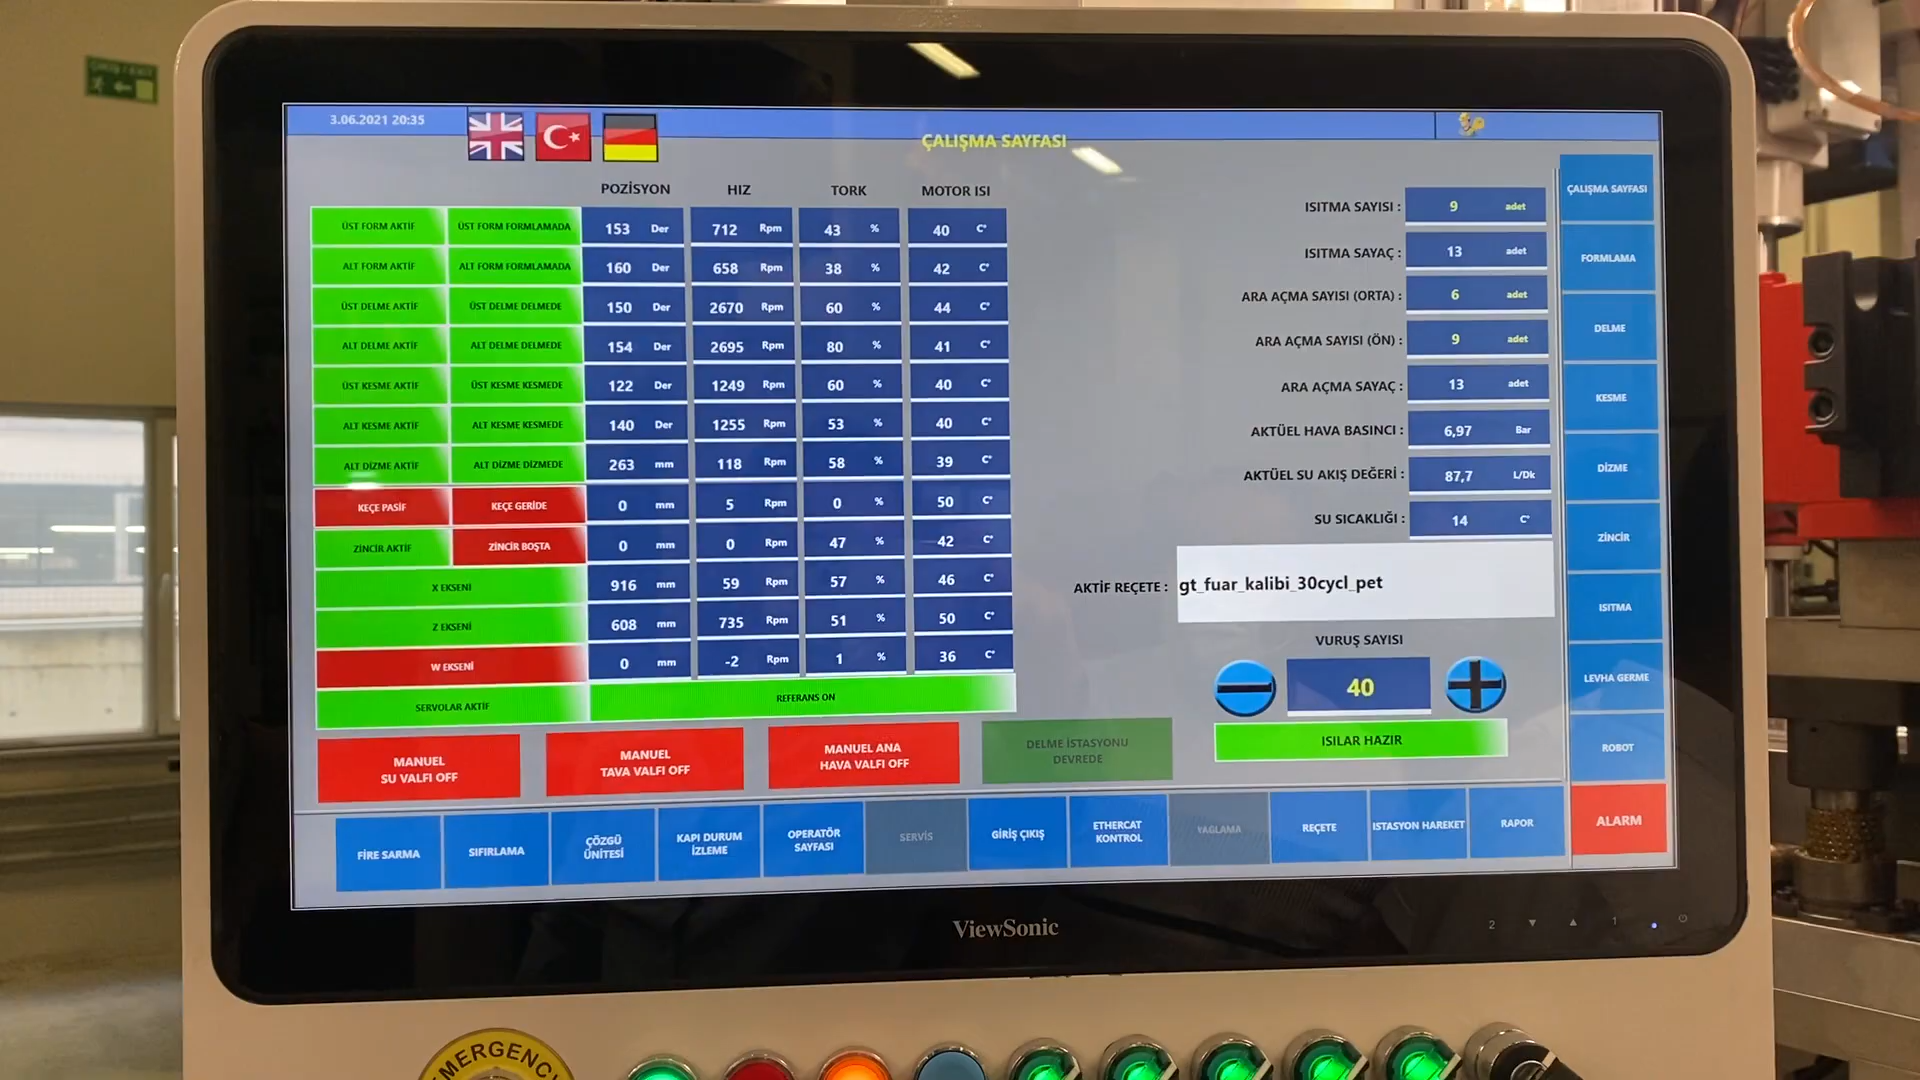 3.06.2021 20:35
ÇALIŞMA SAYFASI
POZİSYON HIZ TORK MOTOR ISI
ÜST FORM AKTİF ÜST FORM FORMLAMADA 153 Der 712 Rpm 43 % 40 C°
ALT FORM AKTİF ALT FORM FORMLAMADA 160 Der 658 Rpm 38 % 42 C°
ÜST DELME AKTİF ÜST DELME DELMEDE 150 Der 2670 Rpm 60 % 44 C°
ALT DELME AKTİF ALT DELME DELMEDE 154 Der 2695 Rpm 80 % 41 C°
ÜST KESME AKTİF ÜST KESME KESMEDE 122 Der 1249 Rpm 60 % 40 C°
ALT KESME AKTİF ALT KESME KESMEDE 140 Der 1255 Rpm 53 % 40 C°
ALT DİZME AKTİF ALT DİZME DİZMEDE 263 mm 118 Rpm 58 % 39 C°
KEÇE PASİF KEÇE GERİDE 0 mm 5 Rpm 0 % 50 C°
ZİNCİR AKTİF ZİNCİR BOŞTA 0 mm 0 Rpm 47 % 42 C°
X EKSENİ 916 mm 59 Rpm 57 % 46 C°
Z EKSENİ 608 mm 735 Rpm 51 % 50 C°
W EKSENİ 0 mm -2 Rpm 1 % 36 C°
SERVOLAR AKTİF REFERANS ON
ISITMA SAYISI : 9 adet
ISITMA SAYAÇ : 13 adet
ARA AÇMA SAYISI (ORTA) : 6 adet
ARA AÇMA SAYISI (ÖN) : 9 adet
ARA AÇMA SAYAÇ : 13 adet
AKTÜEL HAVA BASINCI : 6,97 Bar
AKTÜEL SU AKIŞ DEĞERİ : 87,7 L/Dk
SU SICAKLIĞI : 14 C°
AKTİF REÇETE : gt_fuar_kalibi_30cycl_pet
VURUŞ SAYISI
40
ISILAR HAZIR
MANUEL
SU VALFI OFF
MANUEL
TAVA VALFI OFF
MANUEL ANA
HAVA VALFI OFF
DELME İSTASYONU
DEVREDE
ÇALIŞMA SAYFASI
FORMLAMA
DELME
KESME
DİZME
ZİNCİR
ISITMA
LEVHA GERME
ROBOT
ALARM
FİRE SARMA
SIFIRLAMA
ÇÖZGÜ
ÜNİTESİ
KAPI DURUM
İZLEME
OPERATÖR
SAYFASI
SERVİS
GİRİŞ ÇIKIŞ
ETHERCAT
KONTROL
YAGLAMA
REÇETE
ISTASYON HAREKET
RAPOR
ViewSonic
2 1